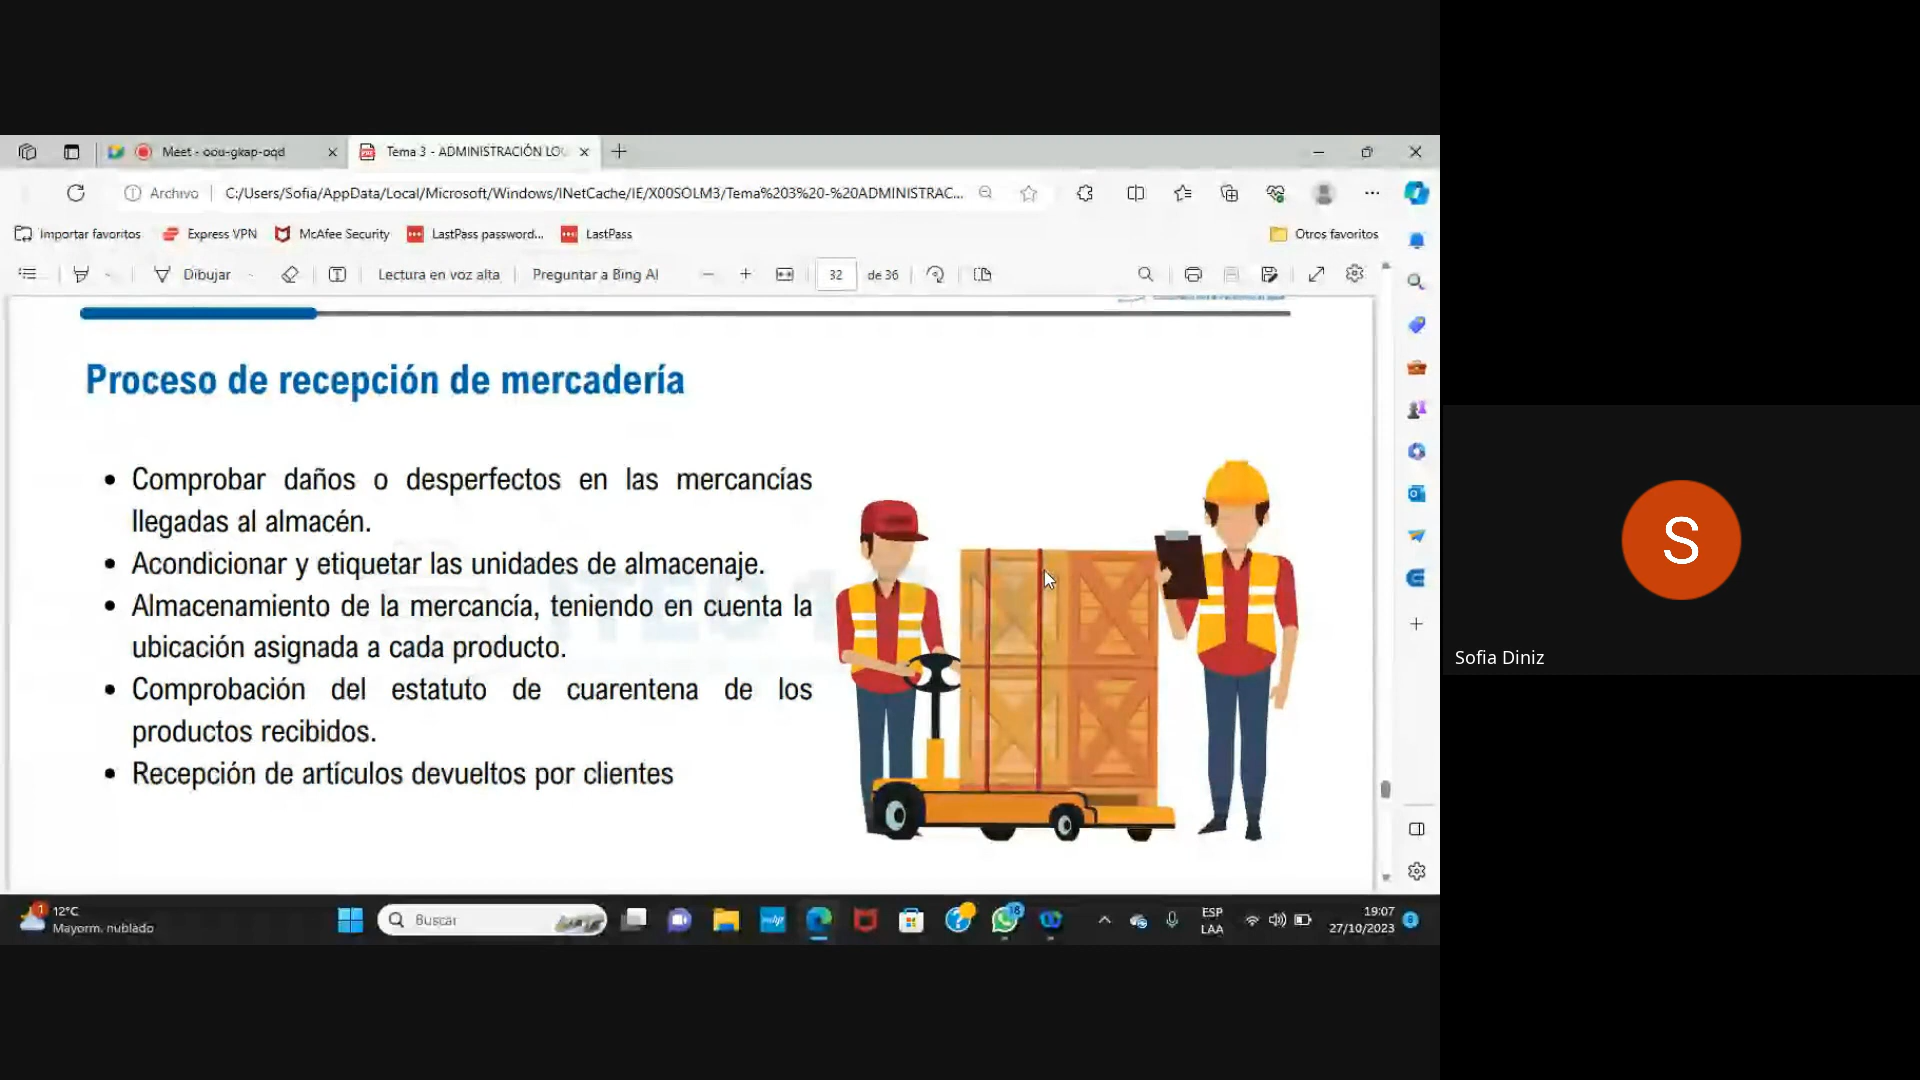 Meet - oou-gkap-oqd
Tema 3 - ADMINISTRACIÓN LO
Archivo
C:/Users/Sofia/AppData/Local/Microsoft/Windows/INetCache/IE/X00SOLM3/Tema%203%20-%20ADMINISTRAC...
Importar favoritos
Express VPN
McAfee Security
LastPass password...
LastPass
Otros favoritos
Dibujar
Lectura en voz alta
Preguntar a Bing AI
32
de 36
Proceso de recepción de mercadería
• Comprobar daños o desperfectos en las mercancías
llegadas al almacén.
• Acondicionar y etiquetar las unidades de almacenaje.
• Almacenamiento de la mercancía, teniendo en cuenta la
ubicación asignada a cada producto.
• Comprobación del estatuto de cuarentena de los
productos recibidos.
• Recepción de artículos devueltos por clientes
S
Sofia Diniz
1
12°C
Mayorm. nublado
Buscar
18
ESP
LAA
19:07
27/10/2023
8